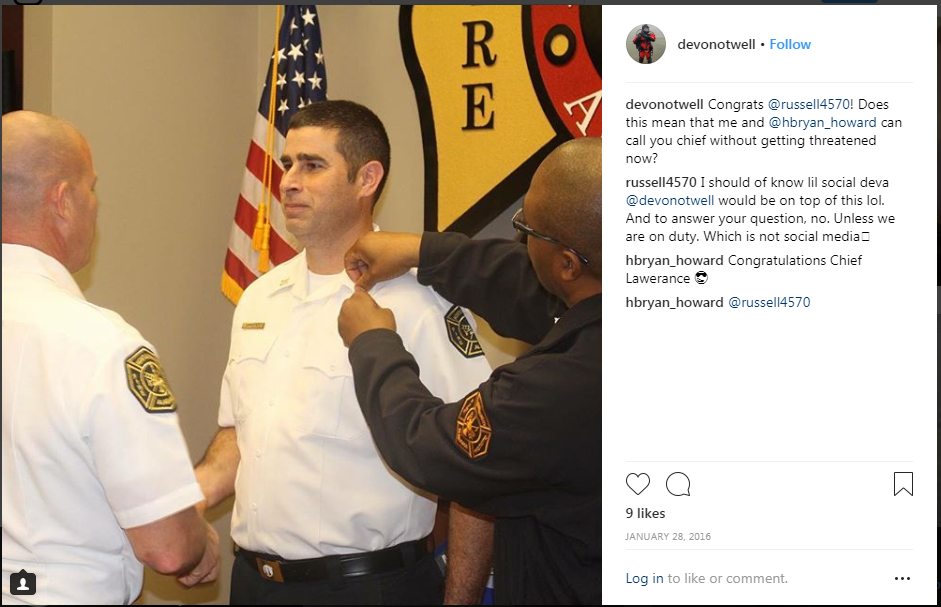 RE
OA
devonotwell • Follow
devonotwell Congrats @russell4570! Does
this mean that me and @hbryan_howard can
call you chief without getting threatened
now?
russell4570 I should of know lil social deva
@devonotwell would be on top of this lol.
And to answer your question, no. Unless we
are on duty. Which is not social media
hbryan_howard Congratulations Chief
Lawerance 😎
hbryan_howard @russell4570
9 likes
JANUARY 28, 2016
Log in to like or comment.